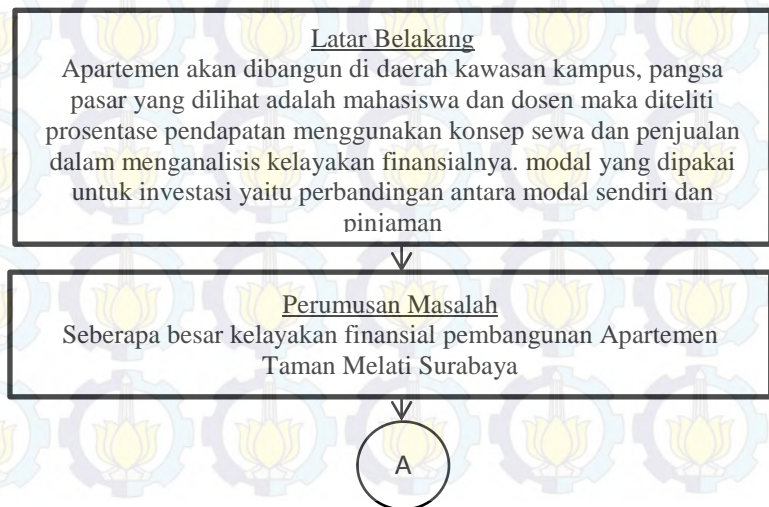 Latar Belakang
Apartemen akan dibangun di daerah kawasan kampus, pangsa
pasar yang dilihat adalah mahasiswa dan dosen maka diteliti
prosentase pendapatan menggunakan konsep sewa dan penjualan
dalam menganalisis kelayakan finansialnya. modal yang dipakai
untuk investasi yaitu perbandingan antara modal sendiri dan
pinjaman
Perumusan Masalah
Seberapa besar kelayakan finansial pembangunan Apartemen
Taman Melati Surabaya
A